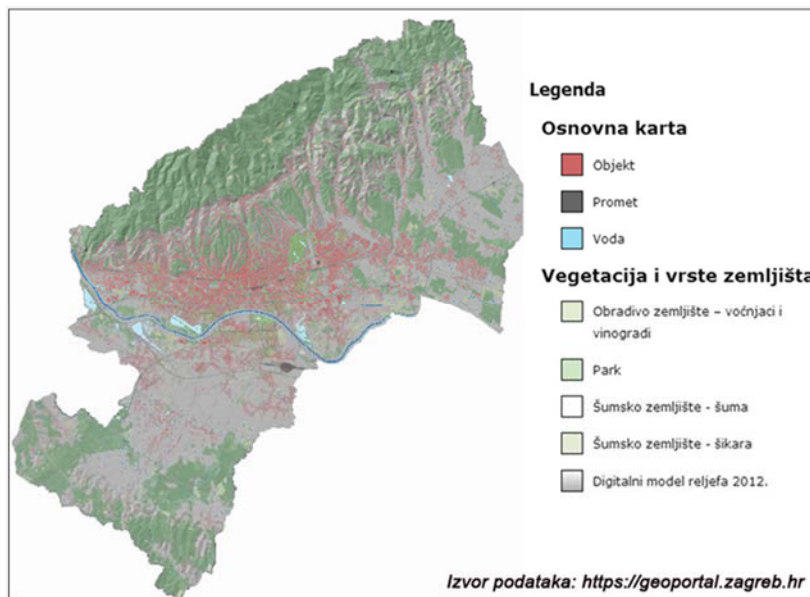 Legenda
Osnovna karta
Objekt
Promet
Voda
Vegetacija i vrste zemljišta
Obradivo zemljište – voćnjaci i
vinogradi
Park
Šumsko zemljište - šuma
Šumsko zemljište - šikara
Digitalni model reljefa 2012.
Izvor podataka: https://geoportal.zagreb.hr